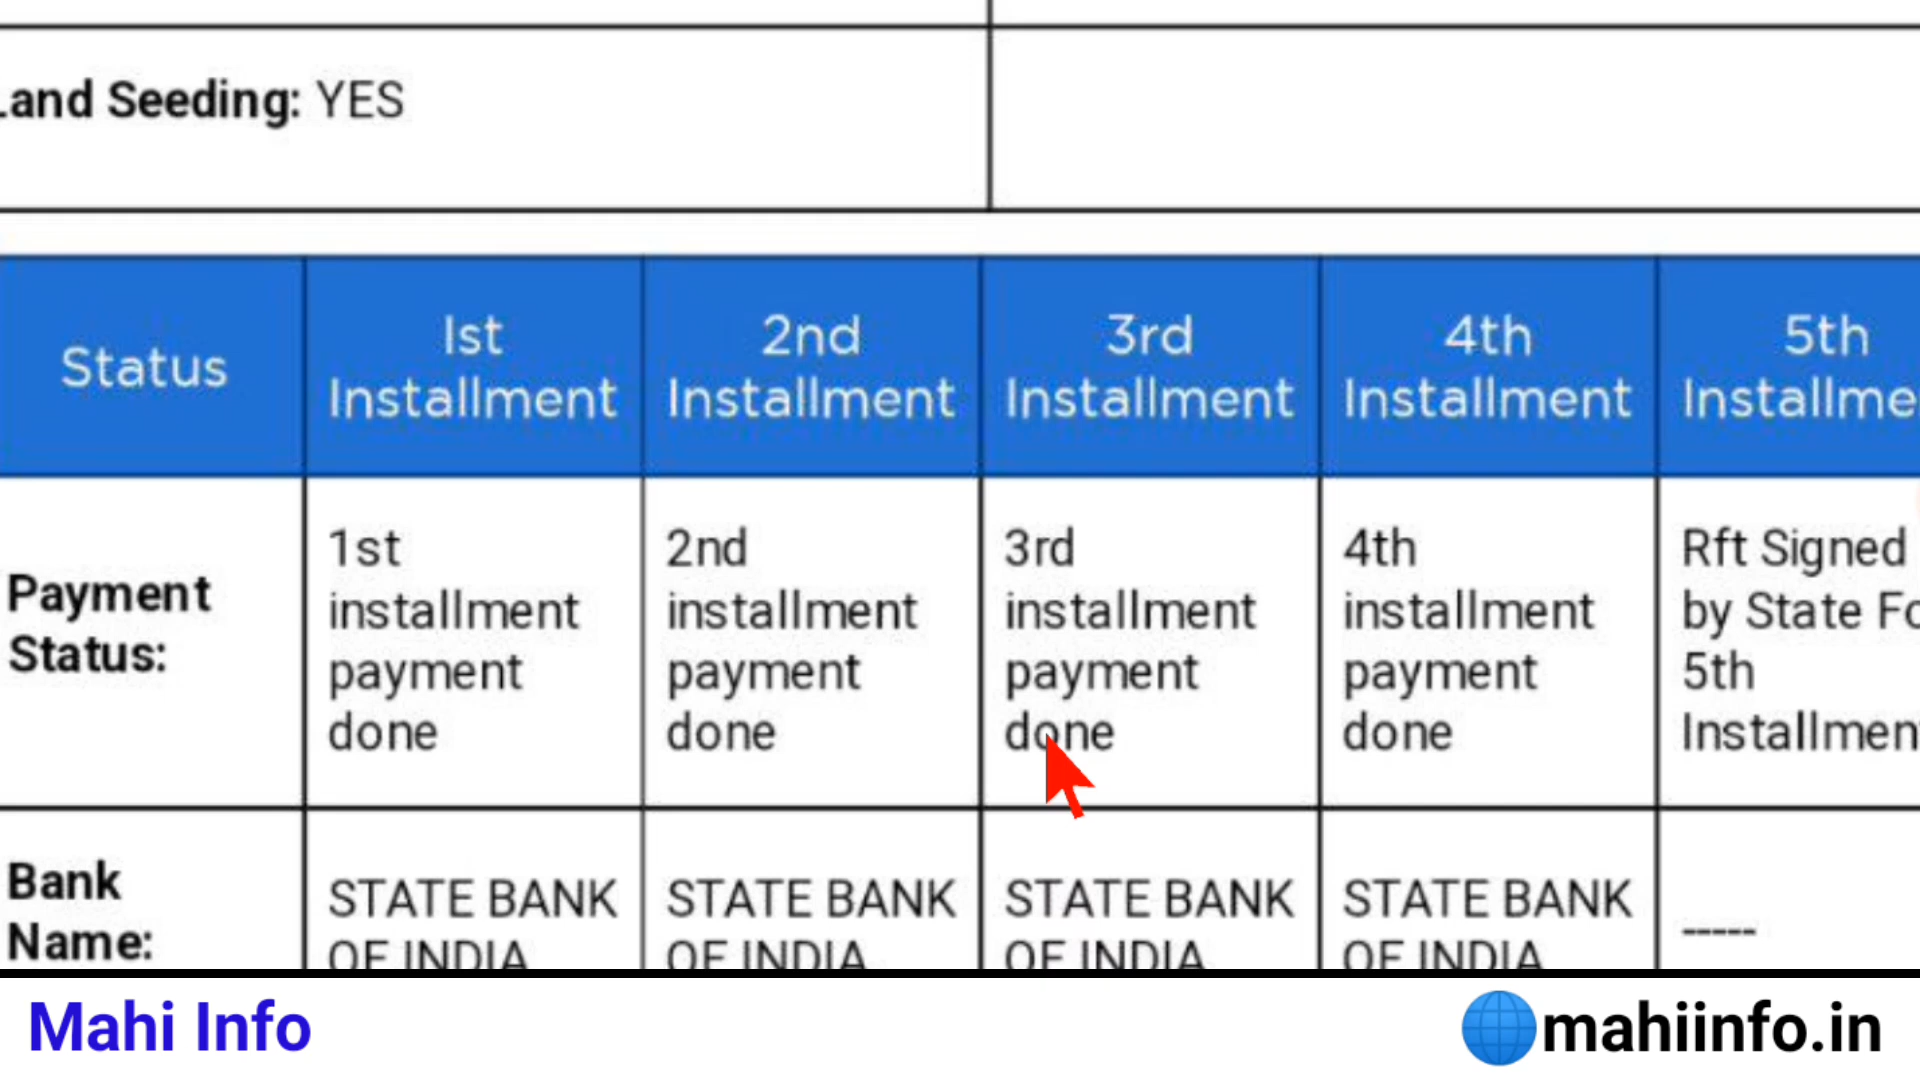 Land Seeding: YES
Status
Ist
Installment
2nd
Installment
3rd
Installment
4th
Installment
5th
Installme
Payment
Status:
1st
installment
payment
done
2nd
installment
payment
done
3rd
installment
payment
done
4th
installment
payment
done
Rft Signed
by State Fo
5th
Installmen
Bank
Name:
STATE BANK
OF INDIA
STATE BANK
OF INDIA
STATE BANK
OF INDIA
STATE BANK
OF INDIA
-----
Mahi Info
mahiinfo.in